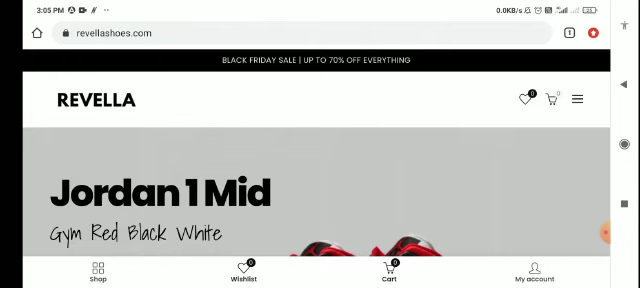 3:05 PM
0.0KB/s
revellashoes.com
1
BLACK FRIDAY SALE | UP TO 70% OFF EVERYTHING
REVELLA
0
0
Jordan 1 Mid
Gym Red Black White
0
0
Shop
Wishlist
Cart
My account